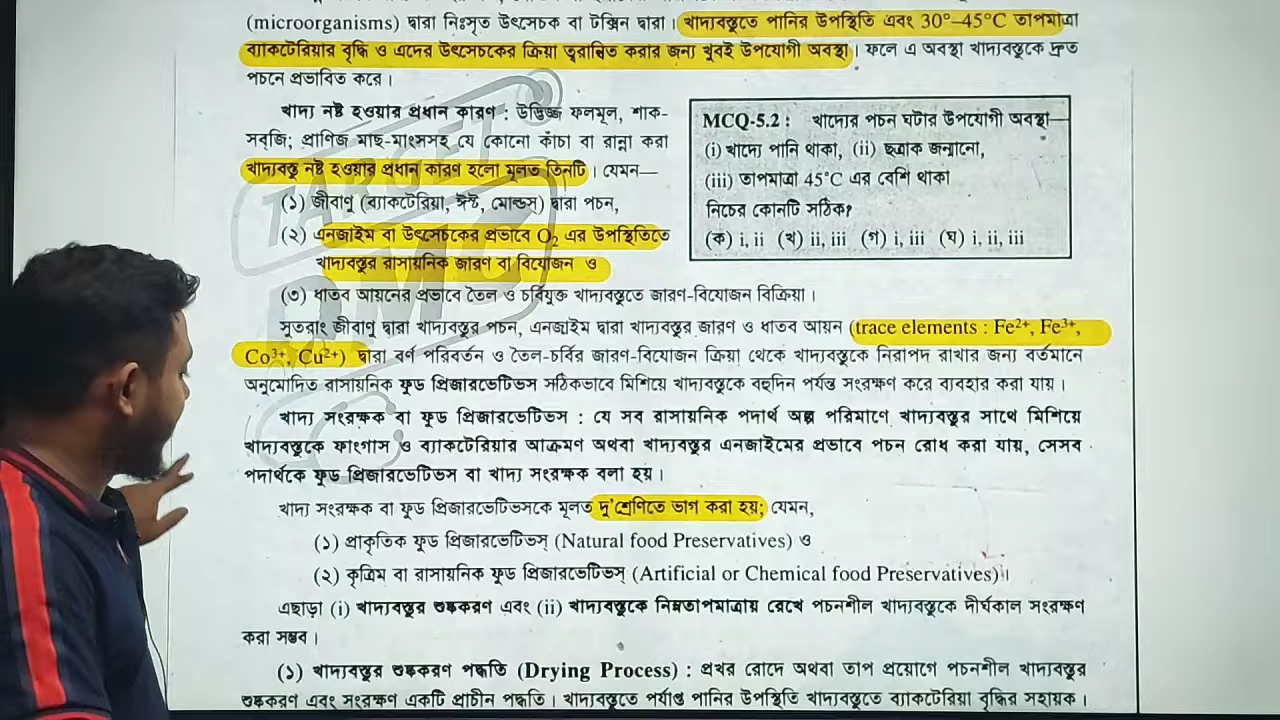 (microorganisms) দ্বারা নিঃসৃত উৎসেচক বা টক্সিন দ্বারা। খাদ্যবস্তুতে পানির উপস্থিতি এবং 30°–45°C তাপমাত্রা
ব্যাকটেরিয়ার বৃদ্ধি ও এদের উৎসেচকের ক্রিয়া ত্বরান্বিত করার জন্য খুবই উপযোগী অবস্থা। ফলে এ অবস্থা খাদ্যবস্তুকে দ্রুত
পচনে প্রভাবিত করে।
খাদ্য নষ্ট হওয়ার প্রধান কারণ : উদ্ভিজ্জ ফলমূল, শাক-
সবজি; প্রাণিজ মাছ-মাংসসহ যে কোনো কাঁচা বা রান্না করা
খাদ্যবস্তু নষ্ট হওয়ার প্রধান কারণ হলো মূলত তিনটি। যেমন—
(১) জীবাণু (ব্যাকটেরিয়া, ঈস্ট, মোল্ডস্) দ্বারা পচন,
(২) এনজাইম বা উৎসেচকের প্রভাবে O₂ এর উপস্থিতিতে
খাদ্যবস্তুর রাসায়নিক জারণ বা বিযোজন ও
MCQ-5.2 : খাদ্যের পচন ঘটার উপযোগী অবস্থা—
(i) খাদ্যে পানি থাকা, (ii) ছত্রাক জন্মানো,
(iii) তাপমাত্রা 45°C এর বেশি থাকা
নিচের কোনটি সঠিক?
(ক) i, ii (খ) ii, iii (গ) i, iii (ঘ) i, ii, iii
(৩) ধাতব আয়নের প্রভাবে তৈল ও চর্বিযুক্ত খাদ্যবস্তুতে জারণ-বিযোজন বিক্রিয়া।
সুতরাং জীবাণু দ্বারা খাদ্যবস্তুর পচন, এনজাইম দ্বারা খাদ্যবস্তুর জারণ ও ধাতব আয়ন (trace elements : Fe²⁺, Fe³⁺,
Co³⁺, Cu²⁺) দ্বারা বর্ণ পরিবর্তন ও তৈল-চর্বির জারণ-বিযোজন ক্রিয়া থেকে খাদ্যবস্তুকে নিরাপদ রাখার জন্য বর্তমানে
অনুমোদিত রাসায়নিক ফুড প্রিজারভেটিভস সঠিকভাবে মিশিয়ে খাদ্যবস্তুকে বহুদিন পর্যন্ত সংরক্ষণ করে ব্যবহার করা যায়।
খাদ্য সংরক্ষক বা ফুড প্রিজারভেটিভস : যে সব রাসায়নিক পদার্থ অল্প পরিমাণে খাদ্যবস্তুর সাথে মিশিয়ে
খাদ্যবস্তুকে ফাংগাস ও ব্যাকটেরিয়ার আক্রমণ অথবা খাদ্যবস্তুর এনজাইমের প্রভাবে পচন রোধ করা যায়, সেসব
পদার্থকে ফুড প্রিজারভেটিভস বা খাদ্য সংরক্ষক বলা হয়।
খাদ্য সংরক্ষক বা ফুড প্রিজারভেটিভসকে মূলত দু'শ্রেণিতে ভাগ করা হয়; যেমন,
(১) প্রাকৃতিক ফুড প্রিজারভেটিভস্ (Natural food Preservatives) ও
(২) কৃত্রিম বা রাসায়নিক ফুড প্রিজারভেটিভস্ (Artificial or Chemical food Preservatives)।
এছাড়া (i) খাদ্যবস্তুর শুষ্ককরণ এবং (ii) খাদ্যবস্তুকে নিম্নতাপমাত্রায় রেখে পচনশীল খাদ্যবস্তুকে দীর্ঘকাল সংরক্ষণ
করা সম্ভব।
(১) খাদ্যবস্তুর শুষ্ককরণ পদ্ধতি (Drying Process) : প্রখর রোদে অথবা তাপ প্রয়োগে পচনশীল খাদ্যবস্তুর
শুষ্ককরণ এবং সংরক্ষণ একটি প্রাচীন পদ্ধতি। খাদ্যবস্তুতে পর্যাপ্ত পানির উপস্থিতি খাদ্যবস্তুতে ব্যাকটেরিয়া বৃদ্ধির সহায়ক।